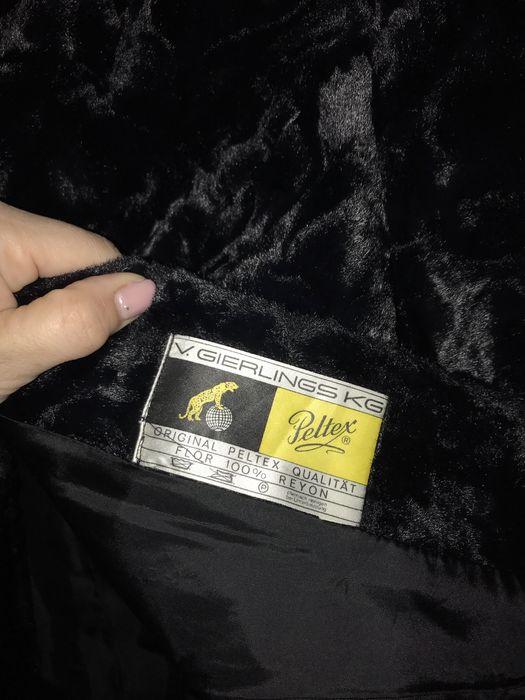 V. GIERLINGS KG
Peltex ®
ORIGINAL PELTEX QUALITÄT
FLOR 100% REYON
P